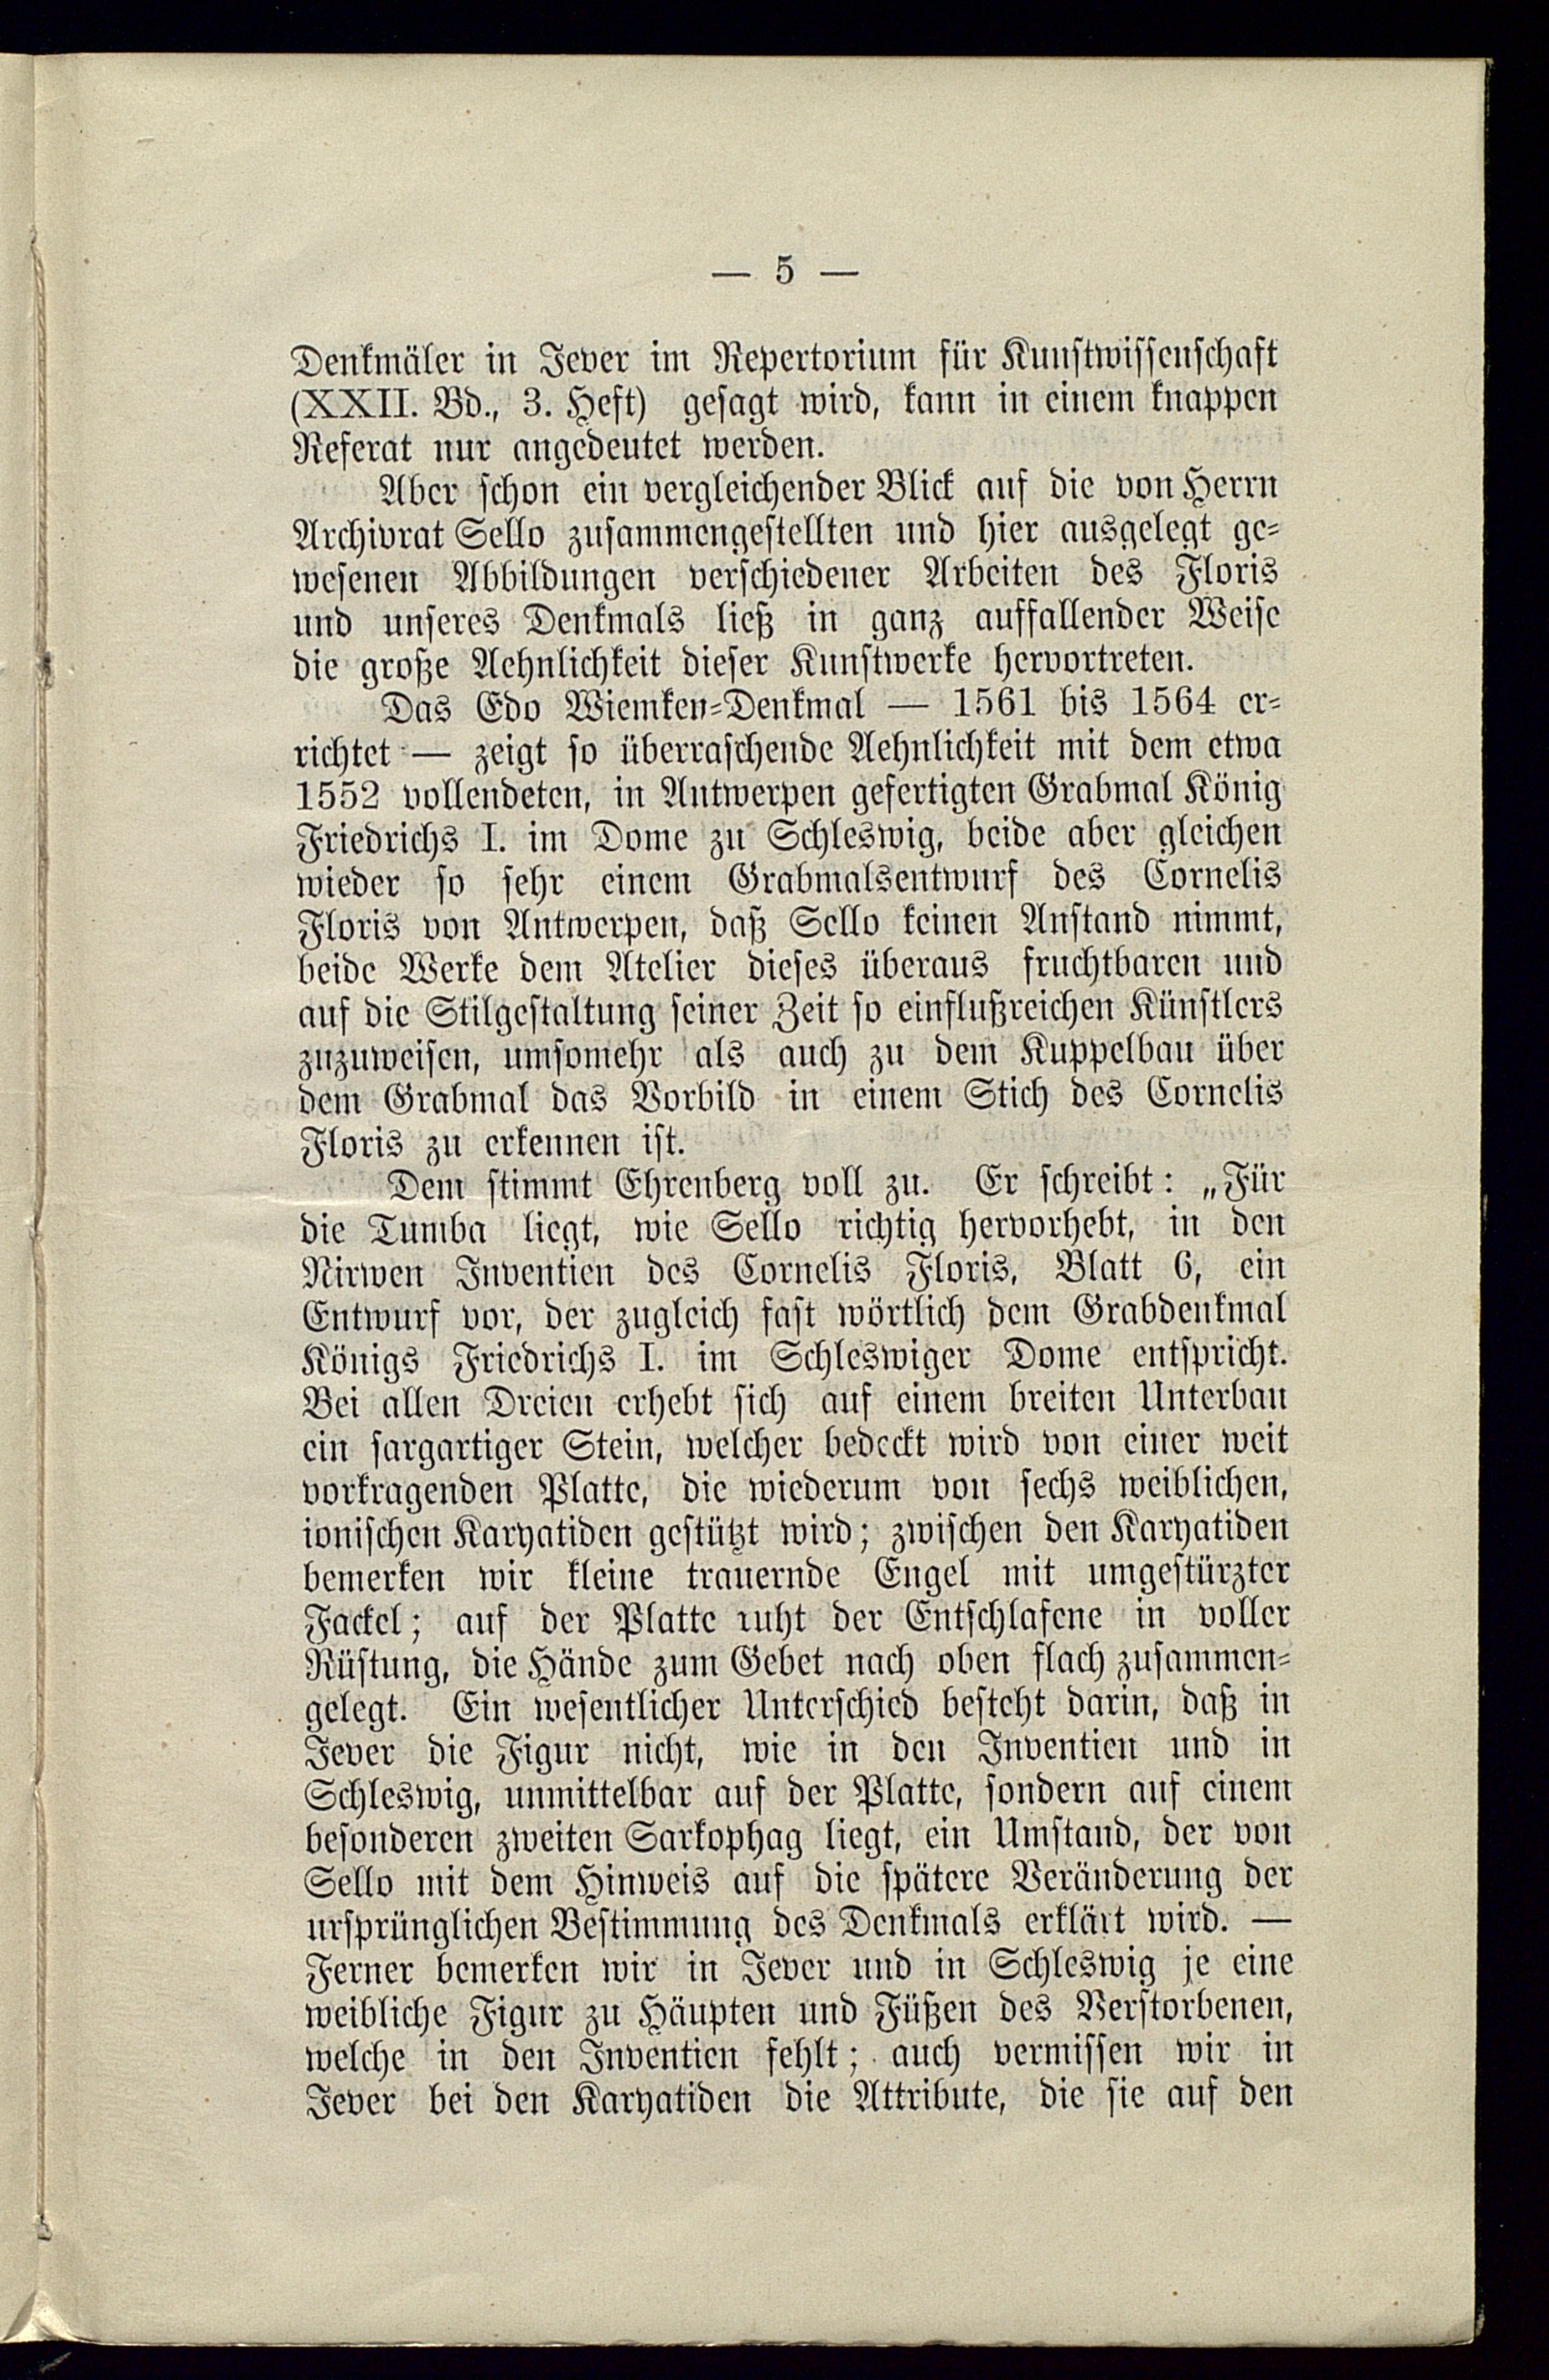 — 5 —
Denkmäler in Jever im Repertorium für Kunstwissenschaft
(XXII. Bd., 3. Heft) gesagt wird, kann in einem knappen
Referat nur angedeutet werden.
Aber schon ein vergleichender Blick auf die von Herrn
Archivrat Sello zusammengestellten und hier ausgelegt ge-
wesenen Abbildungen verschiedener Arbeiten des Floris
und unseres Denkmals ließ in ganz auffallender Weise
die große Aehnlichkeit dieser Kunstwerke hervortreten.
Das Edo Wiemken-Denkmal — 1561 bis 1564 er-
richtet — zeigt so überraschende Aehnlichkeit mit dem etwa
1552 vollendeten, in Antwerpen gefertigten Grabmal König
Friedrichs I. im Dome zu Schleswig, beide aber gleichen
wieder so sehr einem Grabmalsentwurf des Cornelis
Floris von Antwerpen, daß Sello keinen Anstand nimmt,
beide Werke dem Atelier dieses überaus fruchtbaren und
auf die Stilgestaltung seiner Zeit so einflußreichen Künstlers
zuzuweisen, umsomehr als auch zu dem Kuppelbau über
dem Grabmal das Vorbild in einem Stich des Cornelis
Floris zu erkennen ist.
Dem stimmt Ehrenberg voll zu. Er schreibt: „Für
die Tumba liegt, wie Sello richtig hervorhebt, in den
Nirwen Inventien des Cornelis Floris, Blatt 6, ein
Entwurf vor, der zugleich fast wörtlich dem Grabdenkmal
Königs Friedrichs I. im Schleswiger Dome entspricht.
Bei allen Dreien erhebt sich auf einem breiten Unterbau
ein sargartiger Stein, welcher bedeckt wird von einer weit
vorkragenden Platte, die wiederum von sechs weiblichen,
ionischen Karyatiden gestützt wird; zwischen den Karyatiden
bemerken wir kleine trauernde Engel mit umgestürzter
Fackel; auf der Platte ruht der Entschlafene in voller
Rüstung, die Hände zum Gebet nach oben flach zusammen-
gelegt. Ein wesentlicher Unterschied besteht darin, daß in
Jever die Figur nicht, wie in den Inventien und in
Schleswig, unmittelbar auf der Platte, sondern auf einem
besonderen zweiten Sarkophag liegt, ein Umstand, der von
Sello mit dem Hinweis auf die spätere Veränderung der
ursprünglichen Bestimmung des Denkmals erklärt wird. —
Ferner bemerken wir in Jever und in Schleswig je eine
weibliche Figur zu Häupten und Füßen des Verstorbenen,
welche in den Inventien fehlt; auch vermissen wir in
Jever bei den Karyatiden die Attribute, die sie auf den